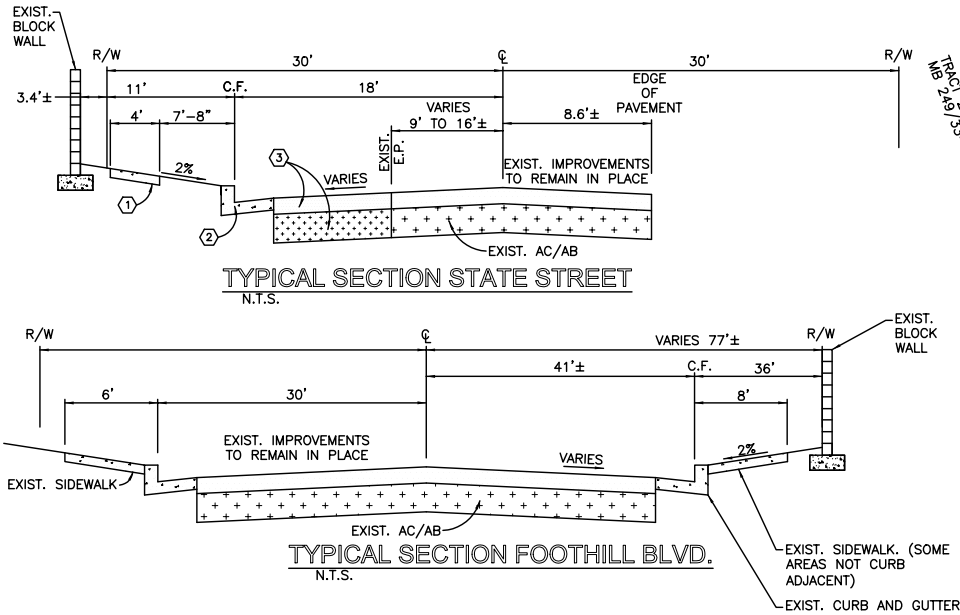 EXIST.
BLOCK
WALL
R/W
℄
R/W
30'
30'
3.4'±
11'
C.F.
18'
EDGE
OF
PAVEMENT
VARIES
9' TO 16'±
8.6'±
4'
7'-8"
EXIST.
E.P.
3
2%
VARIES
EXIST. IMPROVEMENTS
TO REMAIN IN PLACE
1
2
EXIST. AC/AB
TYPICAL SECTION STATE STREET
N.T.S.
TRACT
MB 249/33
R/W
℄
R/W
EXIST.
BLOCK
WALL
VARIES 77'±
41'±
C.F.
36'
6'
30'
8'
EXIST. IMPROVEMENTS
TO REMAIN IN PLACE
VARIES
2%
EXIST. SIDEWALK
EXIST. AC/AB
TYPICAL SECTION FOOTHILL BLVD.
N.T.S.
EXIST. SIDEWALK. (SOME
AREAS NOT CURB
ADJACENT)
EXIST. CURB AND GUTTER